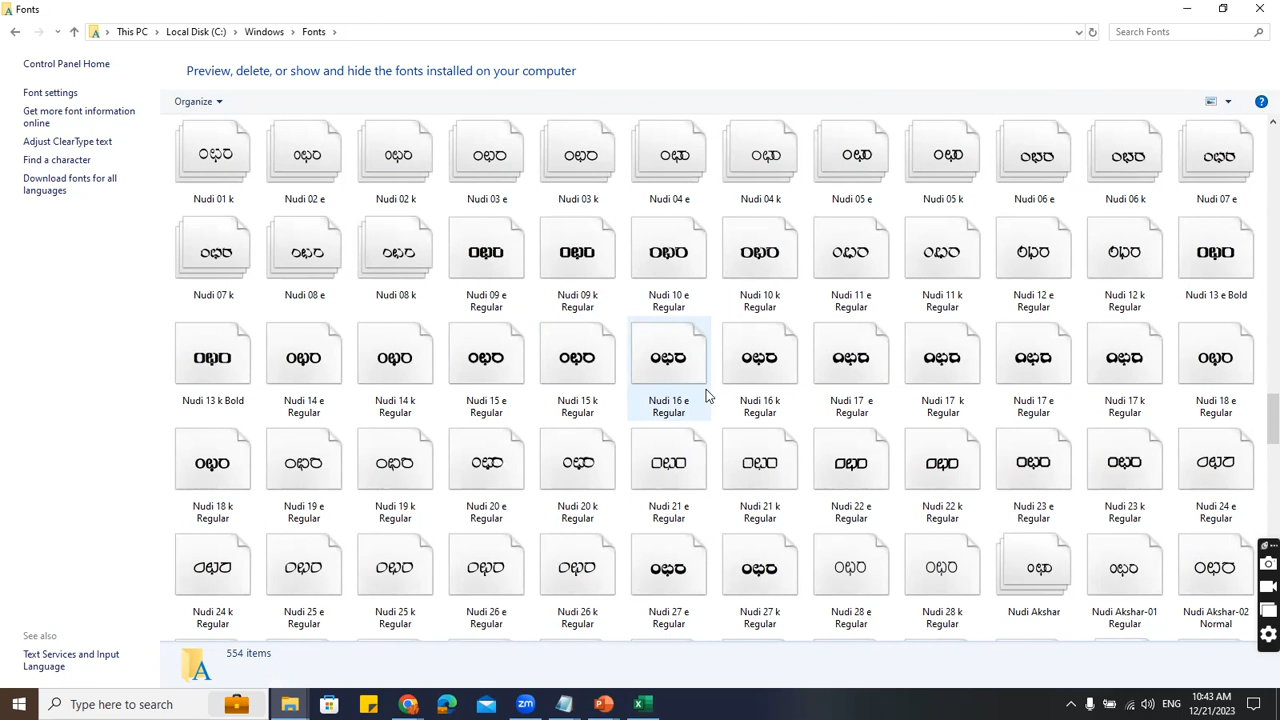 Fonts
This PC
Local Disk (C:)
Windows
Fonts
Search Fonts
Control Panel Home
Font settings
Get more font information
online
Adjust ClearType text
Find a character
Download fonts for all
languages
Preview, delete, or show and hide the fonts installed on your computer
Organize
Nudi 01 k Nudi 02 e Nudi 02 k Nudi 03 e Nudi 03 k Nudi 04 e Nudi 04 k Nudi 05 e Nudi 05 k Nudi 06 e Nudi 06 k Nudi 07 e
Nudi 07 k Nudi 08 e Nudi 08 k Nudi 09 e Nudi 09 k Nudi 10 e Nudi 10 k Nudi 11 e Nudi 11 k Nudi 12 e Nudi 12 k Nudi 13 e Bold
Regular Regular Regular Regular Regular Regular Regular Regular
Nudi 13 k Bold Nudi 14 e Nudi 14 k Nudi 15 e Nudi 15 k Nudi 16 e Nudi 16 k Nudi 17 e Nudi 17 k Nudi 17 e Nudi 17 k Nudi 18 e
Regular Regular Regular Regular Regular Regular Regular Regular Regular Regular Regular
Nudi 18 k Nudi 19 e Nudi 19 k Nudi 20 e Nudi 20 k Nudi 21 e Nudi 21 k Nudi 22 e Nudi 22 k Nudi 23 e Nudi 23 k Nudi 24 e
Regular Regular Regular Regular Regular Regular Regular Regular Regular Regular Regular Regular
Nudi 24 k Nudi 25 e Nudi 25 k Nudi 26 e Nudi 26 k Nudi 27 e Nudi 27 k Nudi 28 e Nudi 28 k Nudi Akshar Nudi Akshar-01 Nudi Akshar-02
Regular Regular Regular Regular Regular Regular Regular Regular Regular Regular Normal
See also
Text Services and Input
Language
554 items
Type here to search
zm
ENG
10:43 AM
12/21/2023